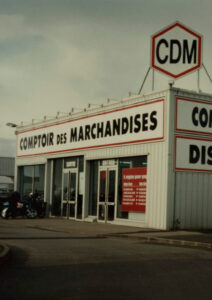 CDM
COMPTOIR DES MARCHANDISES
CO
DIS